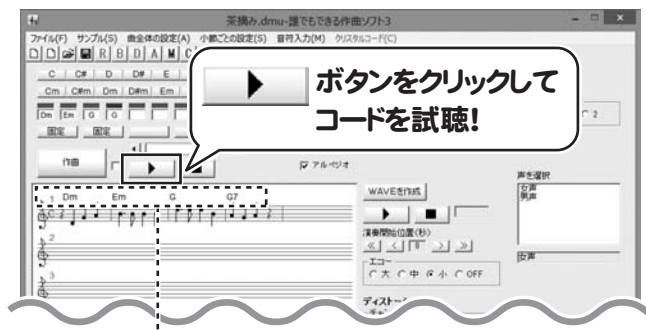 茶摘み.dmu-誰でもできる作曲ソフト3
ファイル(F) サンプル(S) 曲全体の設定(A) 小節ごとの設定(S) 音符入力(M) クリスタルコード(C)
R B D A M
C C# D D# E
Cm C#m Dm D#m Em
Dm Em G G
固定 固定
ボタンをクリックして
コードを試聴!
2
作曲
アルペジオ
声を選択
女声
男声
1 Dm Em G G7
WAVEを作成
演奏開始位置(秒)
≪ < 0 > ≫
女声
2
エコー
大 中 小 OFF
3